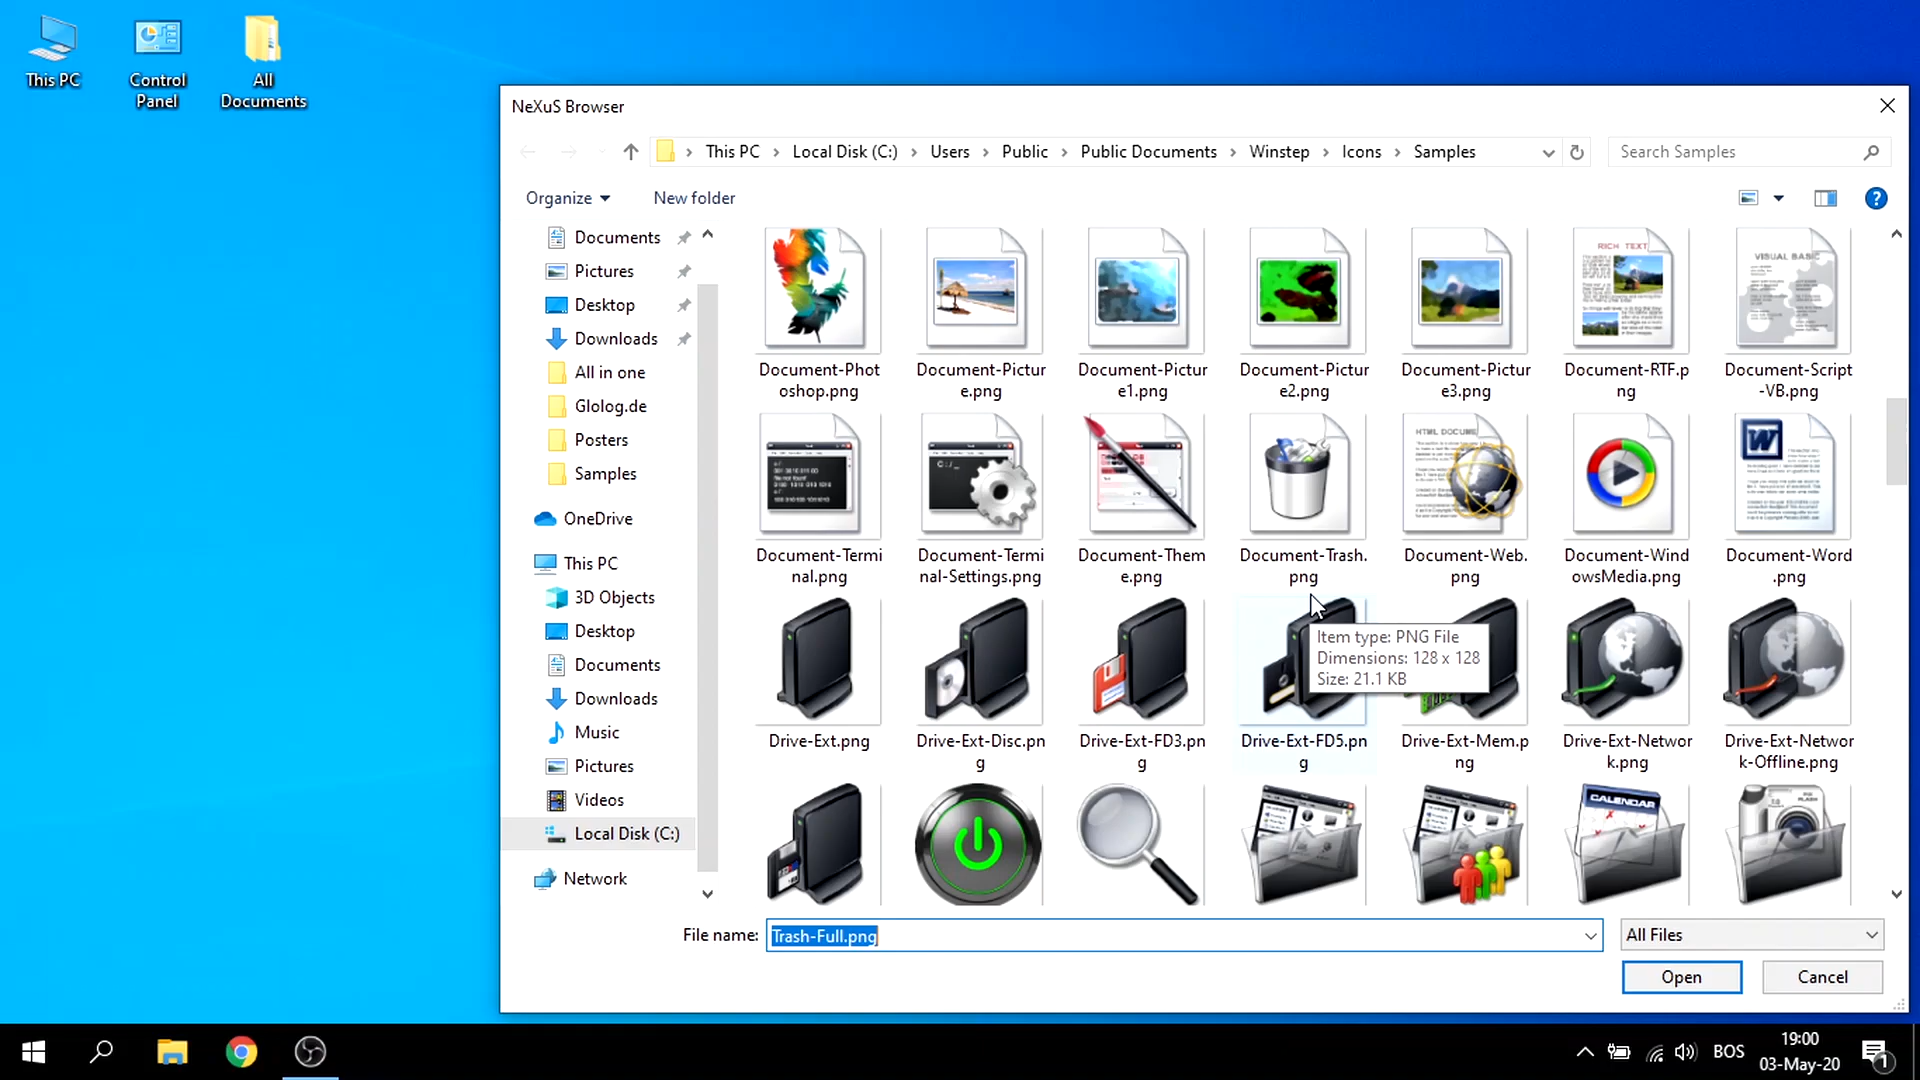 This PC
Control
Panel
All
Documents
NeXuS Browser
This PC
Local Disk (C:)
Users
Public
Public Documents
Winstep
Icons
Samples
Search Samples
Organize
New folder
Documents
Pictures
Desktop
Downloads
All in one
Glolog.de
Posters
Samples
OneDrive
This PC
3D Objects
Desktop
Documents
Downloads
Music
Pictures
Videos
Local Disk (C:)
Network
RICH TEXT
VISUAL BASIC
Document-Phot
oshop.png
Document-Pictur
e.png
Document-Pictur
e1.png
Document-Pictur
e2.png
Document-Pictur
e3.png
Document-RTF.p
ng
Document-Script
-VB.png
C:/_
HTML DOCUME
W
Document-Termi
nal.png
Document-Termi
nal-Settings.png
Document-Them
e.png
Document-Trash.
png
Document-Web.
png
Document-Wind
owsMedia.png
Document-Word
.png
Item type: PNG File
Dimensions: 128 x 128
Size: 21.1 KB
Drive-Ext.png
Drive-Ext-Disc.pn
g
Drive-Ext-FD3.pn
g
Drive-Ext-FD5.pn
g
Drive-Ext-Mem.p
ng
Drive-Ext-Networ
k.png
Drive-Ext-Networ
k-Offline.png
CALENDAR
File name:
Trash-Full.png
All Files
Open
Cancel
BOS
19:00
03-May-20
1